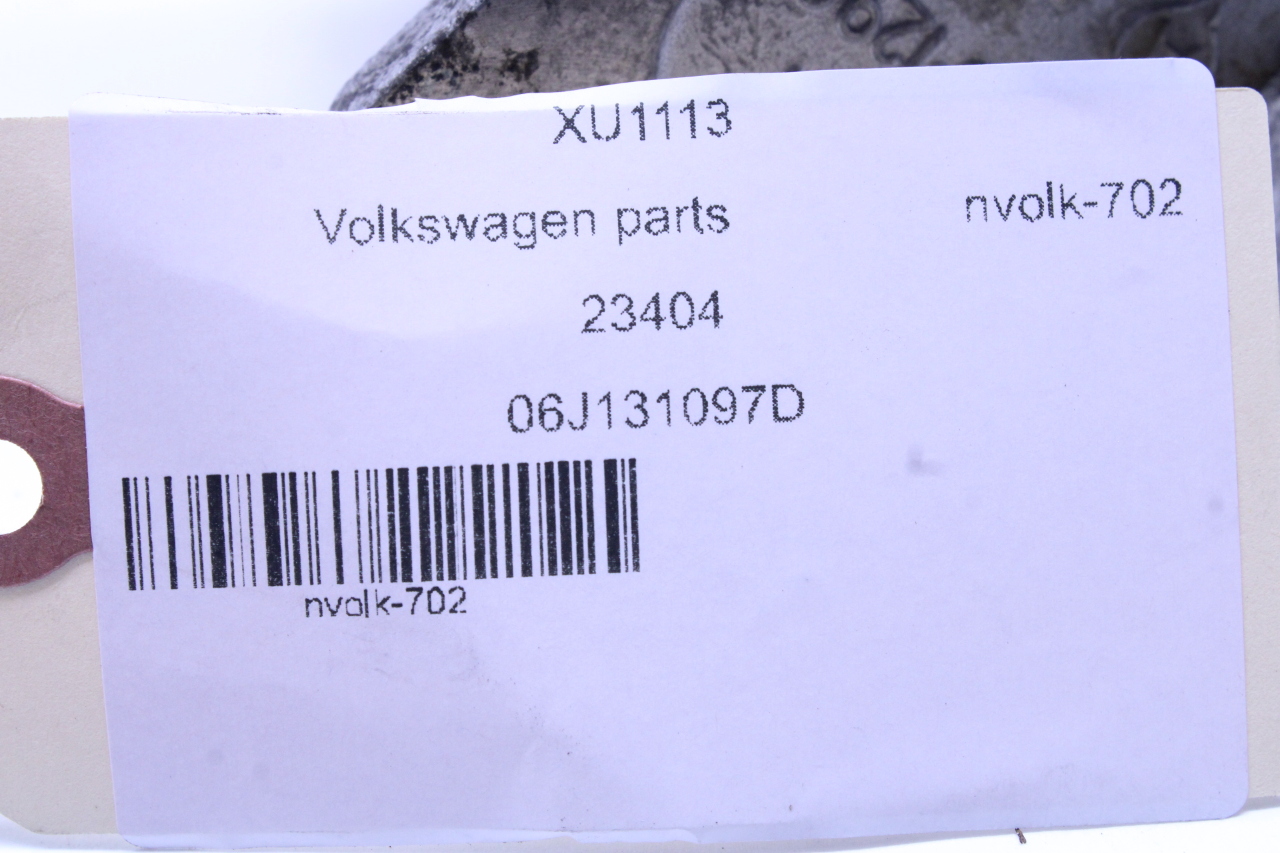 XU1113
Volkswagen parts nvolk-702
23404
06J131097D
nvolk-702